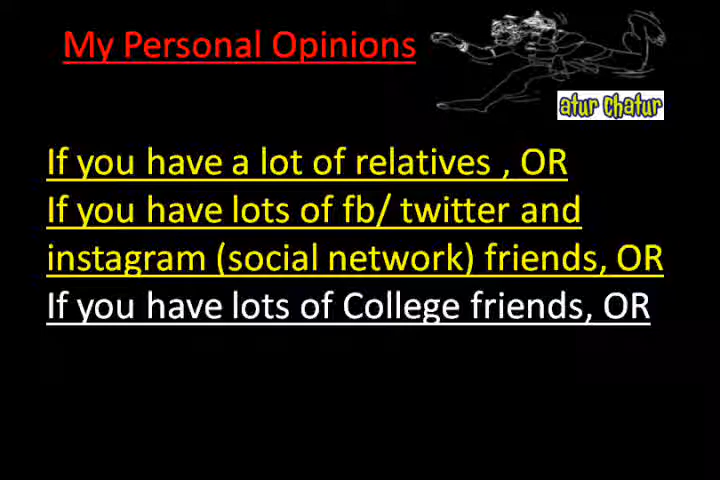 My Personal Opinions
atur chatur
If you have a lot of relatives , OR
If you have lots of fb/ twitter and
instagram (social network) friends, OR
If you have lots of College friends, OR